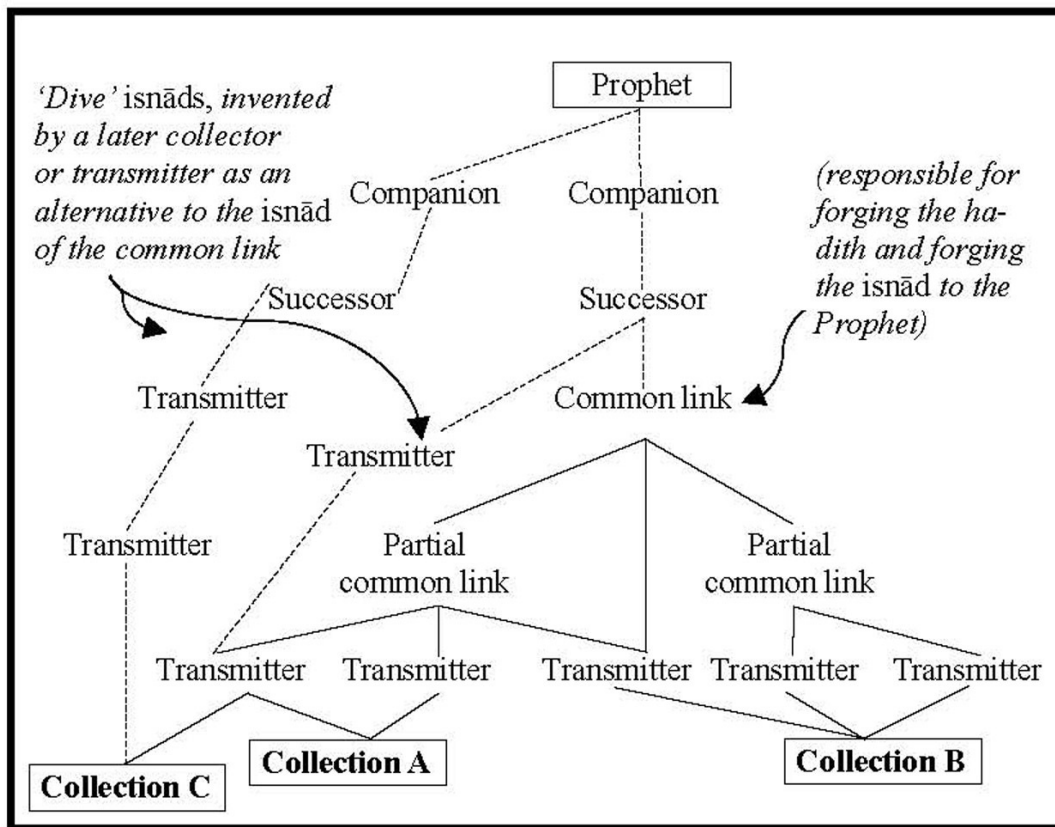 Prophet
'Dive' isnāds, invented
by a later collector
or transmitter as an
alternative to the isnād
of the common link
Companion
Companion
(responsible for
forging the ha-
dith and forging
the isnād to the
Prophet)
Successor
Successor
Transmitter
Common link
Transmitter
Transmitter
Partial
common link
Partial
common link
Transmitter
Transmitter
Transmitter
Transmitter
Transmitter
Collection C
Collection A
Collection B